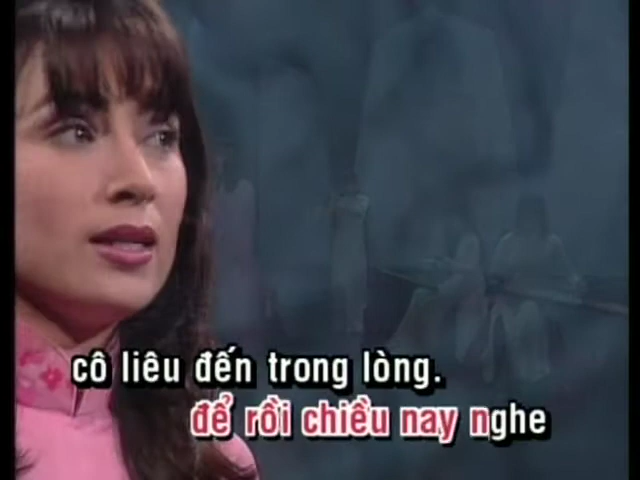 cô liêu đến trong lòng.
để rồi chiều nay nghe